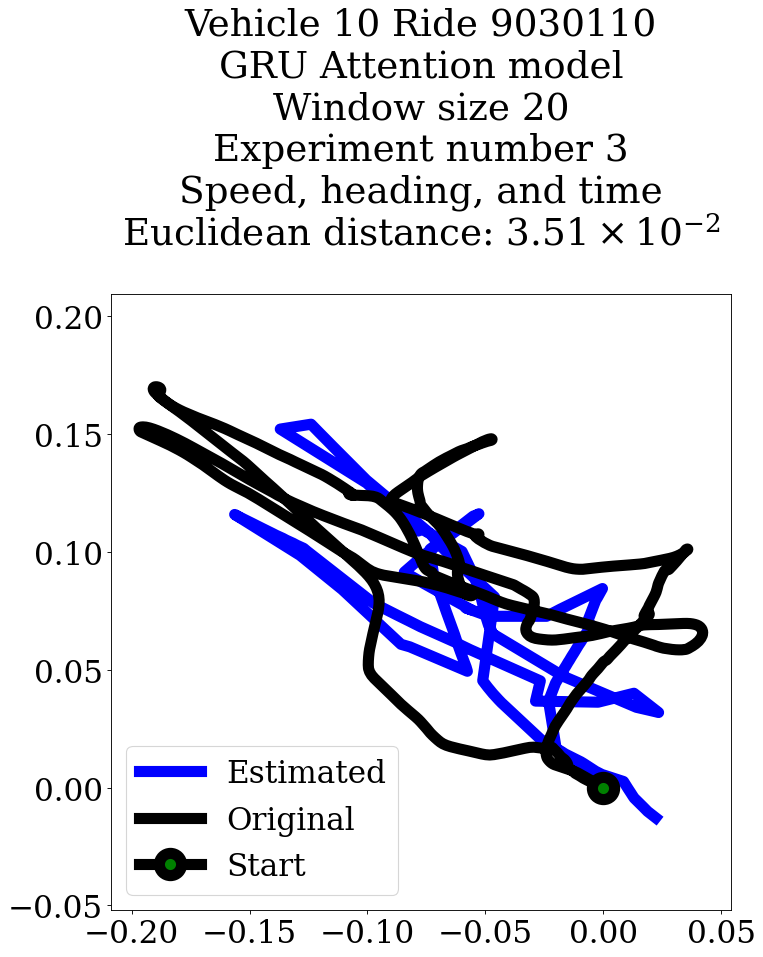 Vehicle 10 Ride 9030110
GRU Attention model
Window size 20
Experiment number 3
Speed, heading, and time
Euclidean distance: 3.51 × 10⁻²
0.20
0.15
0.10
0.05
0.00
−0.05
Estimated
Original
Start
−0.20 −0.15 −0.10 −0.05 0.00 0.05